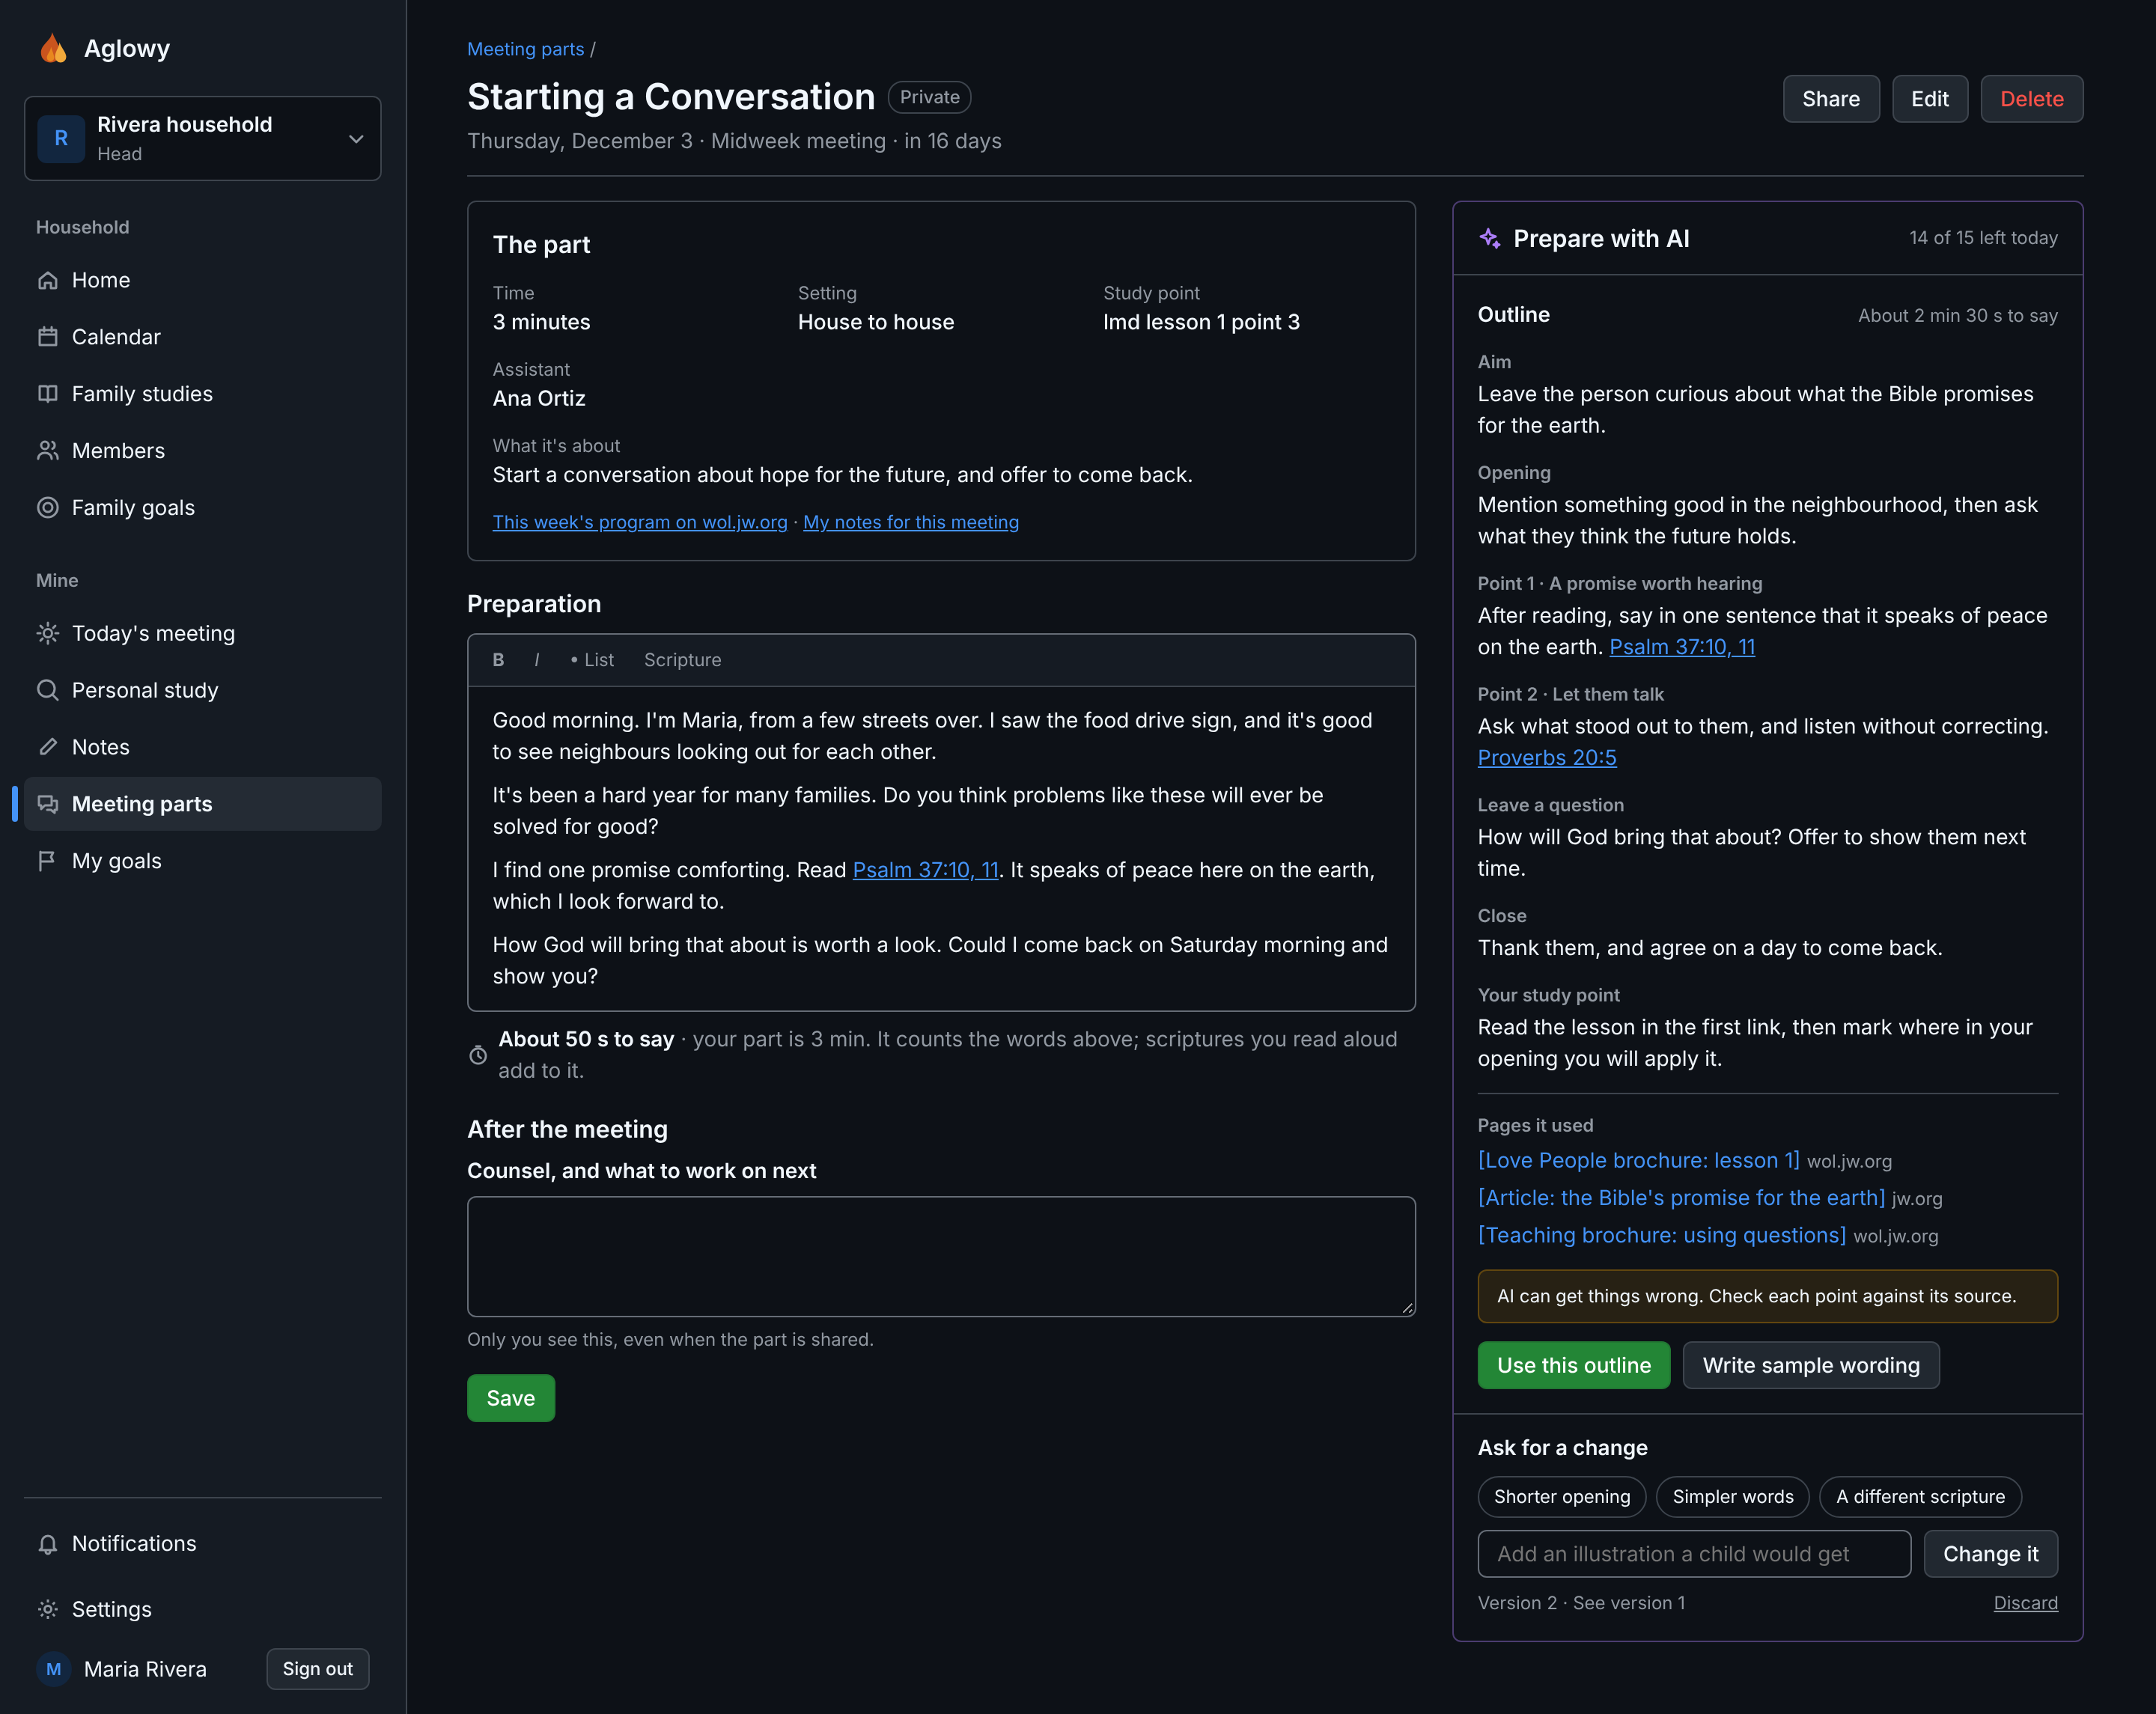 Aglowy
R
Rivera household
Head
Household
Home
Calendar
Family studies
Members
Family goals
Mine
Today's meeting
Personal study
Notes
Meeting parts
My goals
Notifications
Settings
M
Maria Rivera
Sign out
Meeting parts /
Starting a Conversation
Private
Thursday, December 3 · Midweek meeting · in 16 days
Share
Edit
Delete
The part
Time
3 minutes
Setting
House to house
Study point
lmd lesson 1 point 3
Assistant
Ana Ortiz
What it's about
Start a conversation about hope for the future, and offer to come back.
This week's program on wol.jw.org · My notes for this meeting
Preparation
B
I
• List
Scripture
Good morning. I'm Maria, from a few streets over. I saw the food drive sign, and it's good
to see neighbours looking out for each other.
It's been a hard year for many families. Do you think problems like these will ever be
solved for good?
I find one promise comforting. Read Psalm 37:10, 11. It speaks of peace here on the earth,
which I look forward to.
How God will bring that about is worth a look. Could I come back on Saturday morning and
show you?
About 50 s to say · your part is 3 min. It counts the words above; scriptures you read aloud
add to it.
After the meeting
Counsel, and what to work on next
Only you see this, even when the part is shared.
Save
Prepare with AI
14 of 15 left today
Outline
About 2 min 30 s to say
Aim
Leave the person curious about what the Bible promises
for the earth.
Opening
Mention something good in the neighbourhood, then ask
what they think the future holds.
Point 1 · A promise worth hearing
After reading, say in one sentence that it speaks of peace
on the earth. Psalm 37:10, 11
Point 2 · Let them talk
Ask what stood out to them, and listen without correcting.
Proverbs 20:5
Leave a question
How will God bring that about? Offer to show them next
time.
Close
Thank them, and agree on a day to come back.
Your study point
Read the lesson in the first link, then mark where in your
opening you will apply it.
Pages it used
[Love People brochure: lesson 1] wol.jw.org
[Article: the Bible's promise for the earth] jw.org
[Teaching brochure: using questions] wol.jw.org
AI can get things wrong. Check each point against its source.
Use this outline
Write sample wording
Ask for a change
Shorter opening
Simpler words
A different scripture
Add an illustration a child would get
Change it
Version 2 · See version 1
Discard